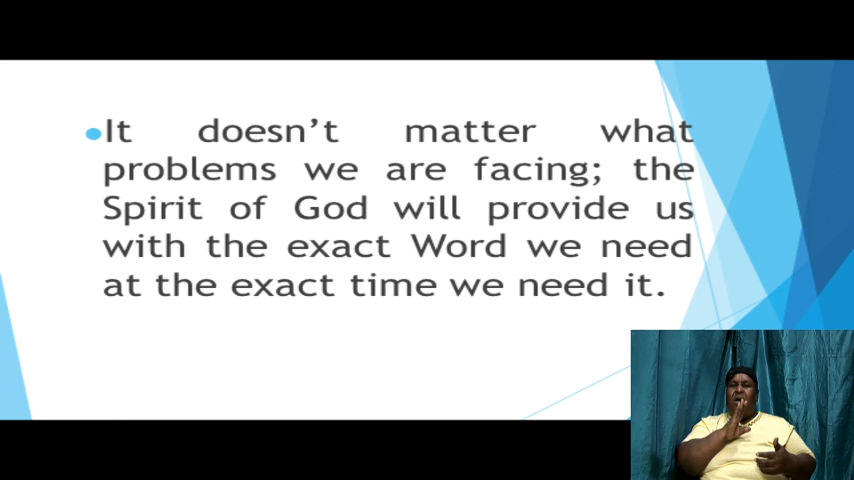 •It doesn’t matter what
problems we are facing; the
Spirit of God will provide us
with the exact Word we need
at the exact time we need it.